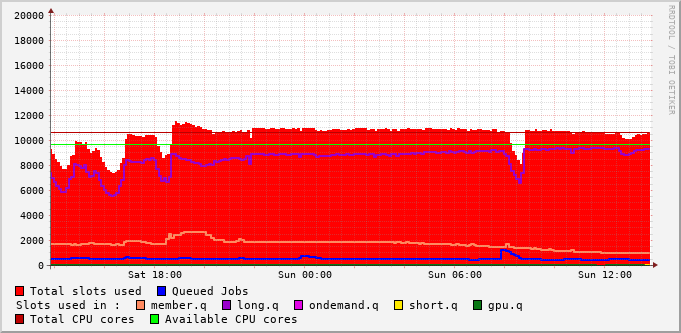 20000
18000
16000
14000
12000
10000
8000
6000
4000
2000
0
Sat 18:00 Sun 00:00 Sun 06:00 Sun 12:00
RRDTOOL / TOBI OETIKER
Total slots used Queued Jobs
Slots used in : member.q long.q ondemand.q short.q gpu.q
Total CPU cores Available CPU cores